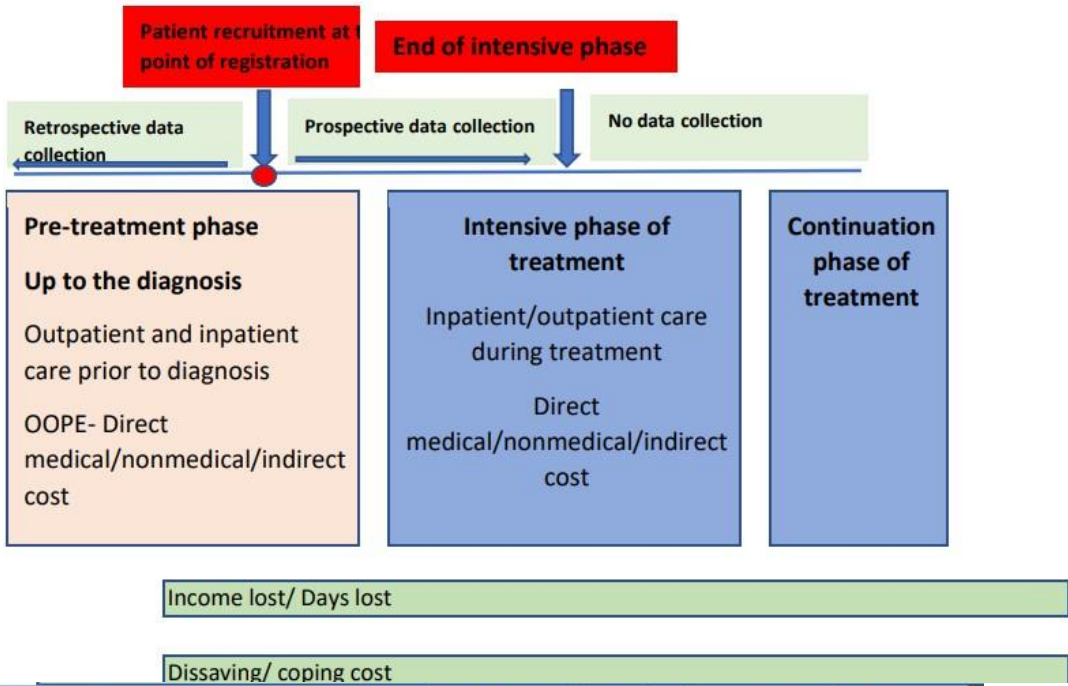 Patient recruitment at t
point of registration
End of intensive phase
Retrospective data
collection
Prospective data collection
No data collection
Pre-treatment phase
Up to the diagnosis
Outpatient and inpatient
care prior to diagnosis
OOPE- Direct
medical/nonmedical/indirect
cost
Intensive phase of
treatment
Inpatient/outpatient care
during treatment
Direct
medical/nonmedical/indirect
cost
Continuation
phase of
treatment
Income lost/ Days lost
Dissaving/ coping cost